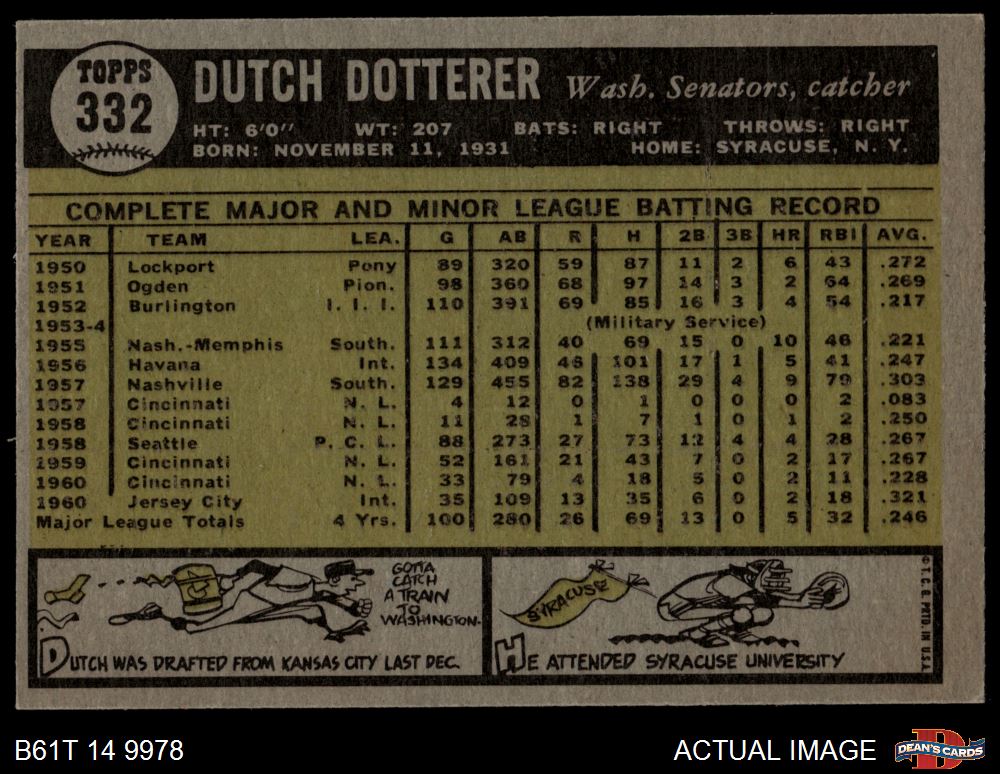 TOPPS
332
DUTCH DOTTERER Wash. Senators, catcher
HT: 6'0" WT: 207 BATS: RIGHT THROWS: RIGHT
BORN: NOVEMBER 11, 1931 HOME: SYRACUSE, N. Y.
COMPLETE MAJOR AND MINOR LEAGUE BATTING RECORD
YEAR TEAM LEA. G AB R H 2B 3B HR RBI AVG.
1950 Lockport Pony 89 320 59 87 11 2 6 43 .272
1951 Ogden Pion. 98 360 68 97 14 3 2 64 .269
1952 Burlington I. I. I. 110 391 69 85 16 3 4 54 .217
1953-4 (Military Service)
1955 Nash.-Memphis South. 111 312 40 69 15 0 10 46 .221
1956 Havana Int. 134 409 46 101 17 1 5 41 .247
1957 Nashville South. 129 455 82 138 29 4 9 79 .303
1957 Cincinnati N. L. 4 12 0 1 0 0 0 2 .083
1958 Cincinnati N. L. 11 28 1 7 1 0 1 2 .250
1958 Seattle P. C. L. 88 273 27 73 12 4 4 28 .267
1959 Cincinnati N. L. 52 161 21 43 7 0 2 17 .267
1960 Cincinnati N. L. 33 79 4 18 5 0 2 11 .228
1960 Jersey City Int. 35 109 13 35 6 0 2 18 .321
Major League Totals 4 Yrs. 100 280 26 69 13 0 5 32 .246
GOTTA
CATCH
A TRAIN
TO
WASHINGTON.
DUTCH WAS DRAFTED FROM KANSAS CITY LAST DEC.
SYRACUSE
HE ATTENDED SYRACUSE UNIVERSITY
© T. C. G. PRTD. IN U.S.A.
B61T 14 9978
ACTUAL IMAGE
D
DEAN'S CARDS